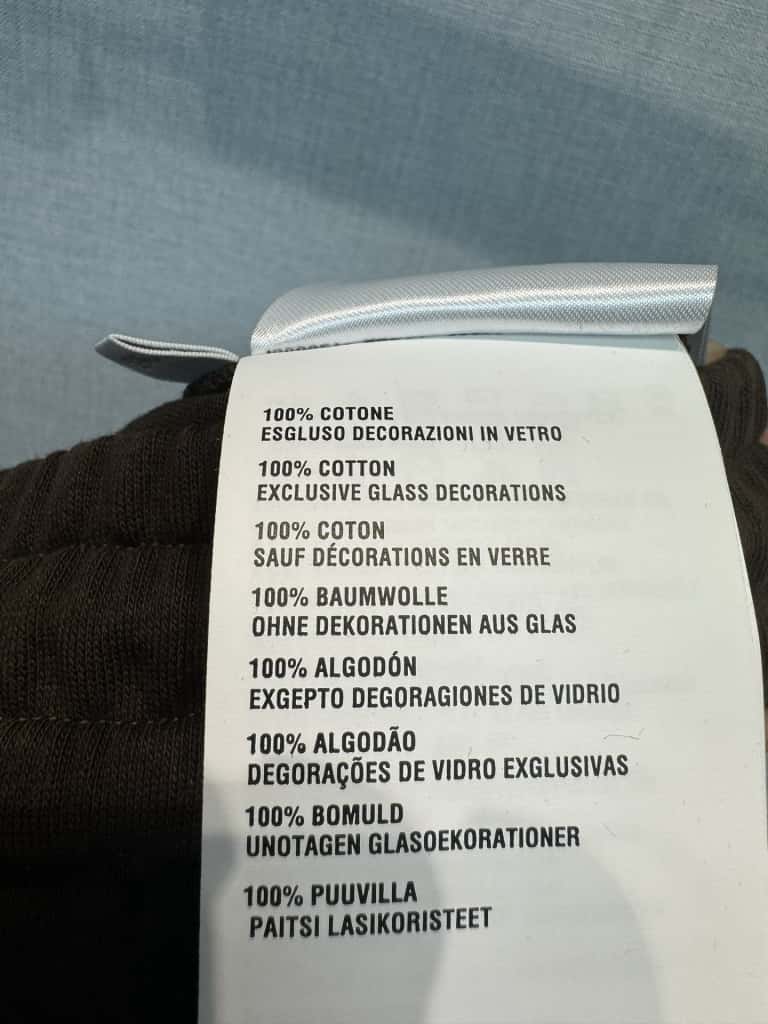 100% COTONE
ESGLUSO DECORAZIONI IN VETRO
100% COTTON
EXCLUSIVE GLASS DECORATIONS
100% COTON
SAUF DÉCORATIONS EN VERRE
100% BAUMWOLLE
OHNE DEKORATIONEN AUS GLAS
100% ALGODÓN
EXGEPTO DEGORAGIONES DE VIDRIO
100% ALGODÃO
DEGORAÇÕES DE VIDRO EXGLUSIVAS
100% BOMULD
UNOTAGEN GLASOEKORATIONER
100% PUUVILLA
PAITSI LASIKORISTEET